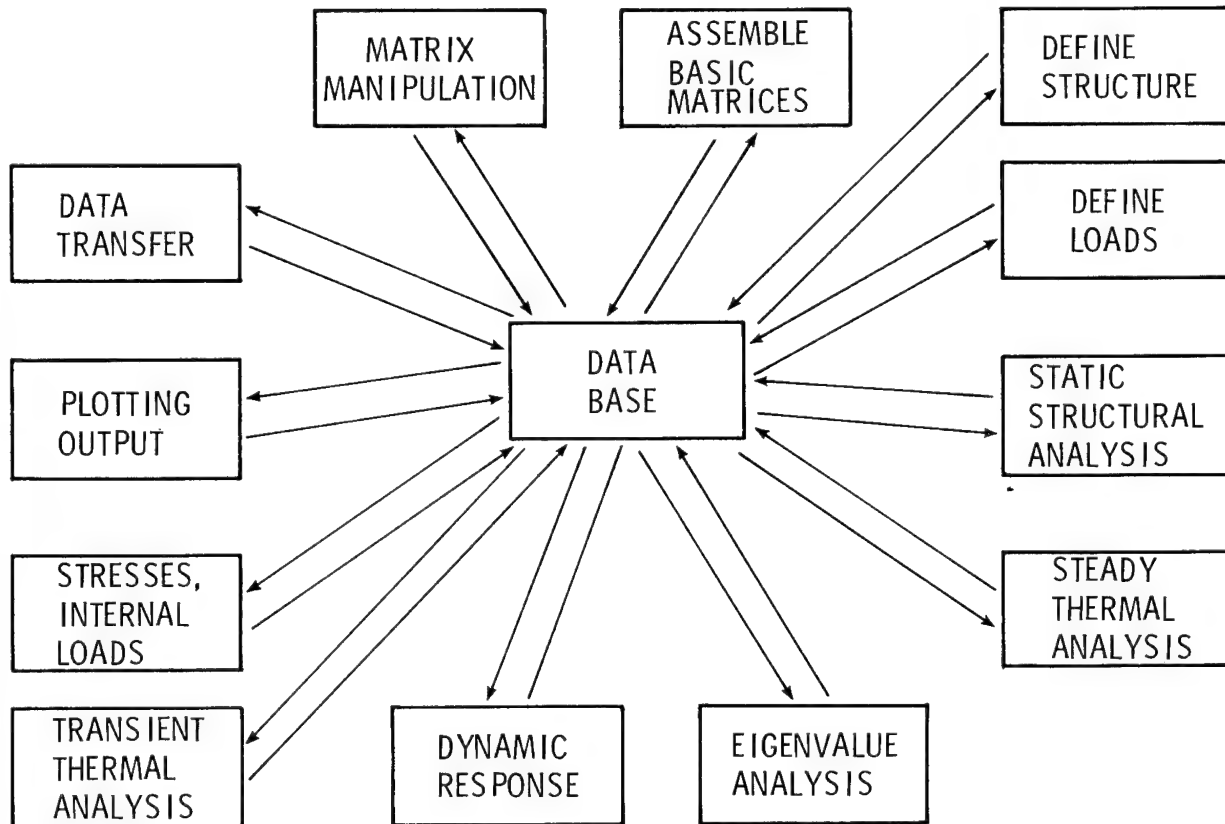 MATRIX
MANIPULATION
ASSEMBLE
BASIC
MATRICES
DEFINE
STRUCTURE
DATA
TRANSFER
DEFINE
LOADS
DATA
BASE
PLOTTING
OUTPUT
STATIC
STRUCTURAL
ANALYSIS
STRESSES,
INTERNAL
LOADS
STEADY
THERMAL
ANALYSIS
TRANSIENT
THERMAL
ANALYSIS
DYNAMIC
RESPONSE
EIGENVALUE
ANALYSIS